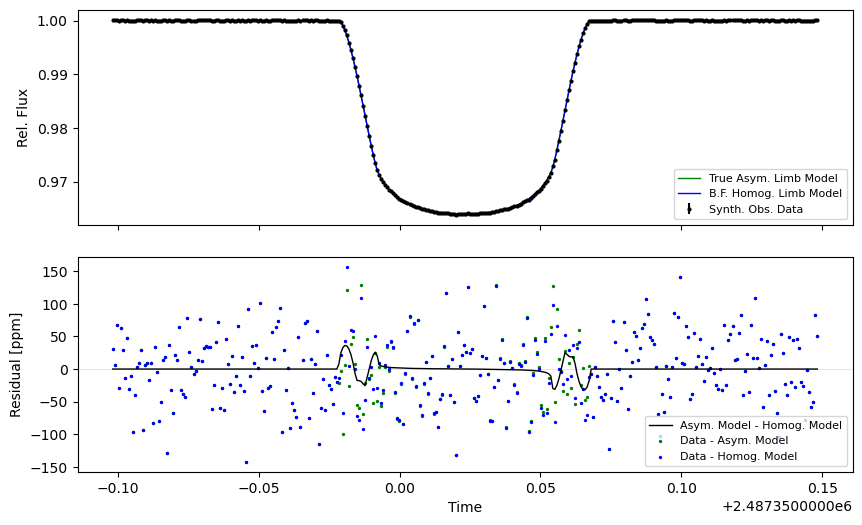 1.00
0.99
0.98
0.97
Rel. Flux
True Asym. Limb Model
B.F. Homog. Limb Model
Synth. Obs. Data
150
100
50
0
−50
−100
−150
Residual [ppm]
Asym. Model - Homog. Model
Data - Asym. Model
Data - Homog. Model
−0.10
−0.05
0.00
0.05
0.10
0.15
Time
+2.4873500000e6